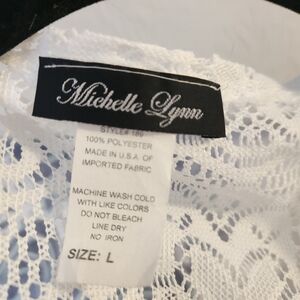 Michelle Lynn
STYLE# 186
100% POLYESTER
MADE IN U.S.A. OF
IMPORTED FABRIC
MACHINE WASH COLD
WITH LIKE COLORS
DO NOT BLEACH
LINE DRY
NO IRON
SIZE: L